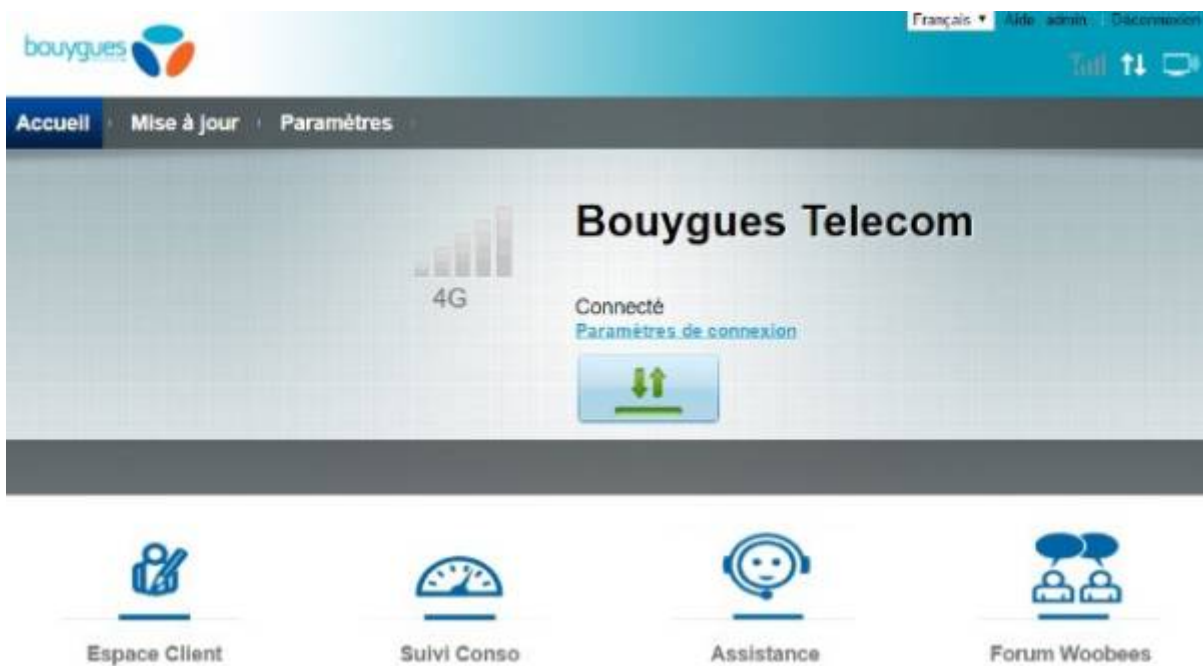 Français ▼ Aide admin Déconnexion
bouygues
Accueil Mise à jour Paramètres
Bouygues Telecom
4G
Connecté
Paramètres de connexion
Espace Client Suivi Conso Assistance Forum Woobees